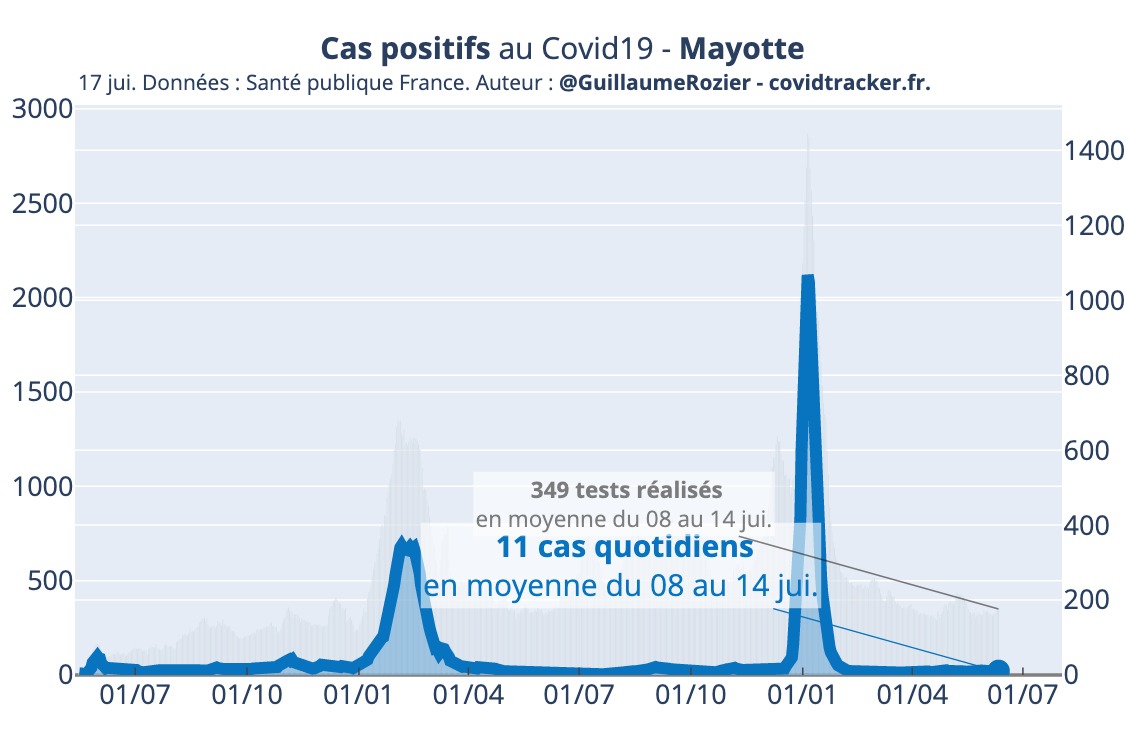 Cas positifs au Covid19 - Mayotte
17 jui. Données : Santé publique France. Auteur : @GuillaumeRozier - covidtracker.fr.
3000
1400
2500
1200
2000
1000
1500
800
600
1000
349 tests réalisés
en moyenne du 08 au 14 jui.
400
11 cas quotidiens
500
en moyenne du 08 au 14 jui.
200
0
0
01/07 01/10 01/01 01/04 01/07 01/10 01/01 01/04 01/07